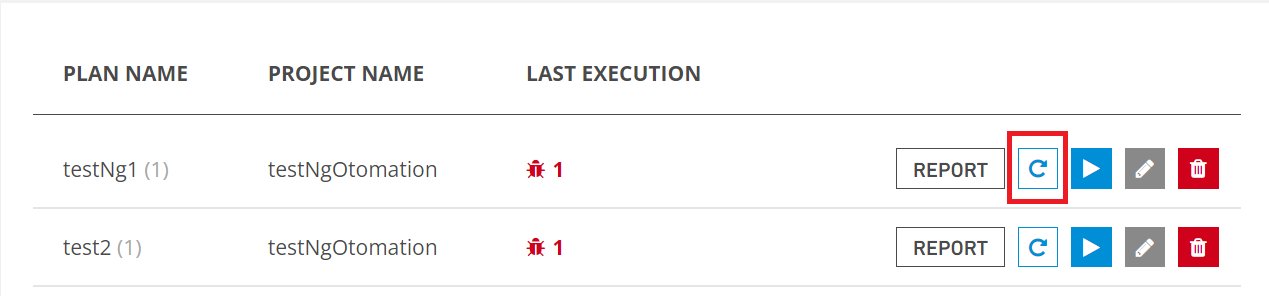 PLAN NAME PROJECT NAME LAST EXECUTION
testNg1 (1) testNgOtomation 1 REPORT
test2 (1) testNgOtomation 1 REPORT